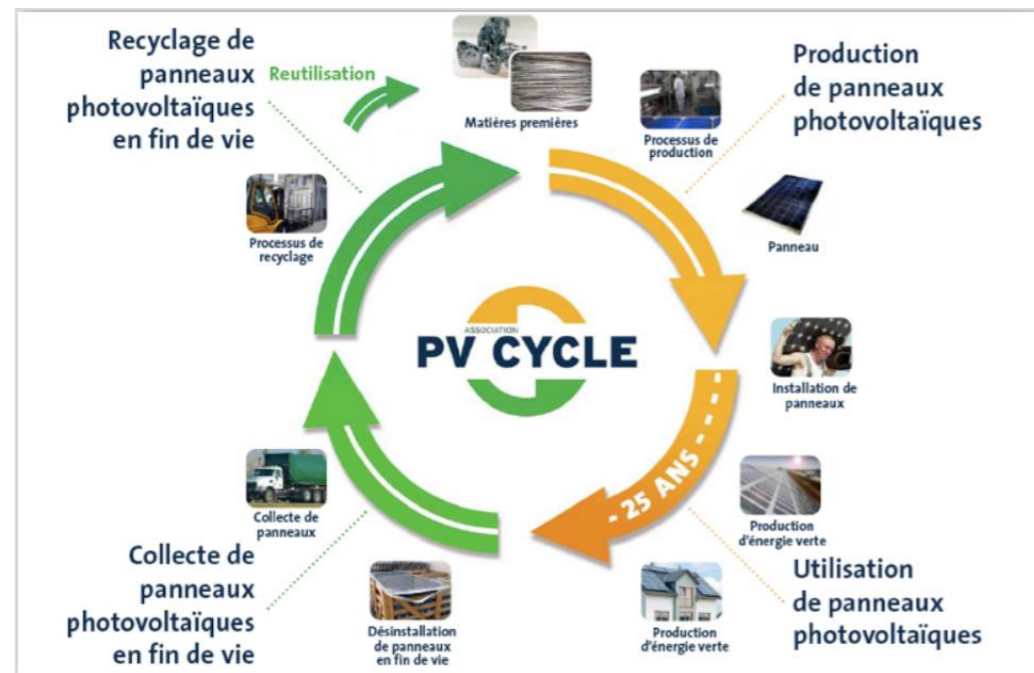 Recyclage de
panneaux
photovoltaïques
en fin de vie
Reutilisation
Matières premières
Processus de
production
Production
de panneaux
photovoltaïques
Panneau
Processus de
recyclage
ASSOCIATION
PV CYCLE
Installation de
panneaux
- 25 ANS -
Production
d'énergie verte
Utilisation
de panneaux
photovoltaïques
Production
d'énergie verte
Désinstallation
de panneaux
en fin de vie
Collecte de
panneaux
Collecte de
panneaux
photovoltaïques
en fin de vie